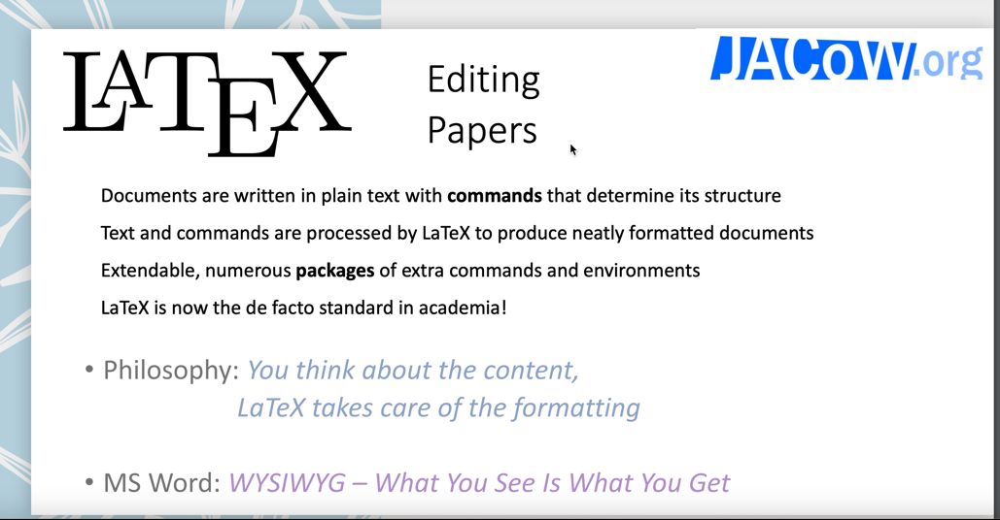 LATEX
Editing
Papers
JACoW.org
Documents are written in plain text with commands that determine its structure
Text and commands are processed by LaTeX to produce neatly formatted documents
Extendable, numerous packages of extra commands and environments
LaTeX is now the de facto standard in academia!
• Philosophy: You think about the content,
LaTeX takes care of the formatting
• MS Word: WYSIWYG – What You See Is What You Get